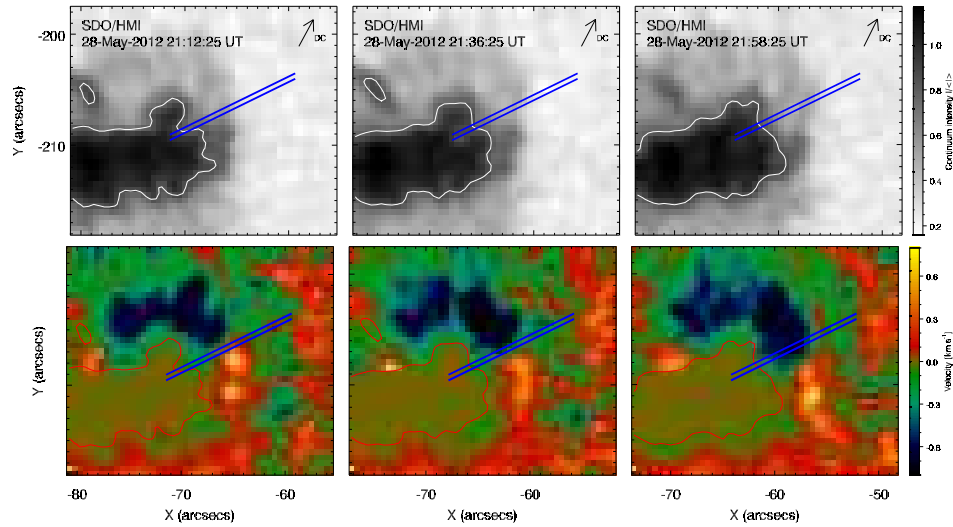 SDO/HMI
28-May-2012 21:12:25 UT
DC
SDO/HMI
28-May-2012 21:36:25 UT
DC
SDO/HMI
28-May-2012 21:58:25 UT
DC
-200
-210
Y (arcsecs)
1.0
0.8
0.6
0.4
0.2
Continuum intensity I/<I>
Y (arcsecs)
0.6
0.3
0.0
-0.3
-0.6
Velocity [km s⁻¹]
-80 -70 -60
-70 -60
-70 -60 -50
X (arcsecs)
X (arcsecs)
X (arcsecs)